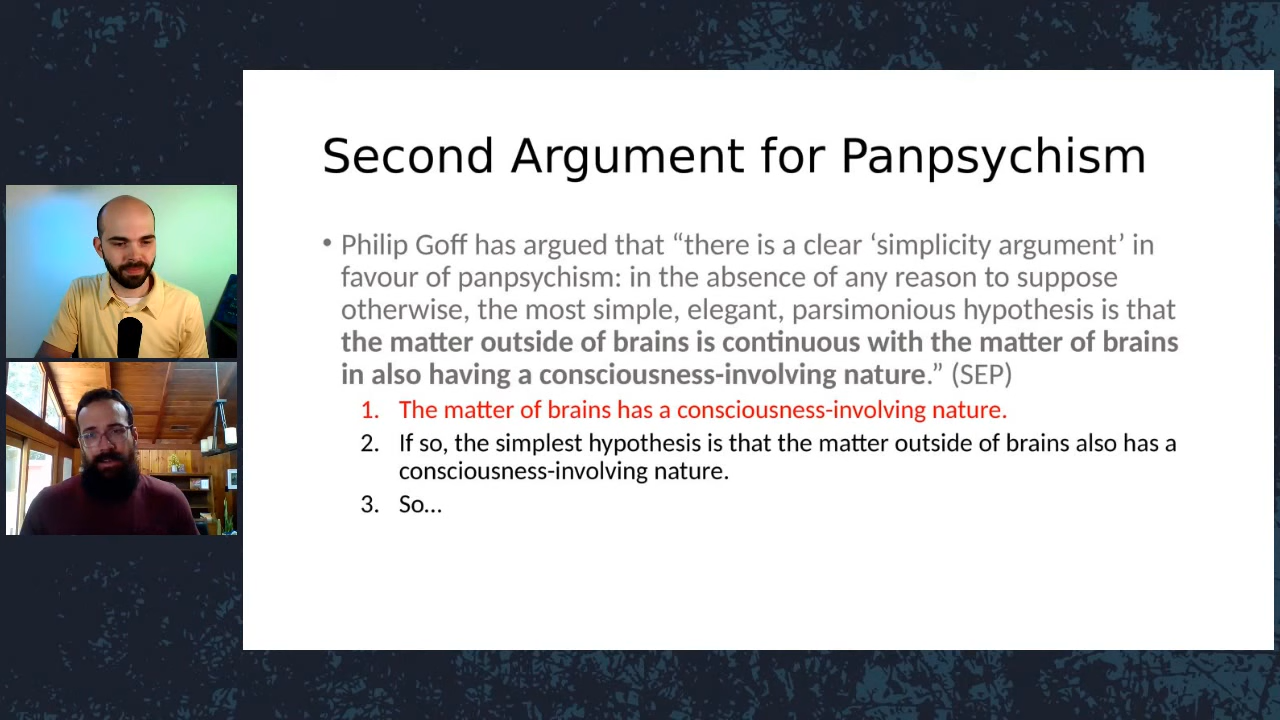 Second Argument for Panpsychism
• Philip Goff has argued that “there is a clear ‘simplicity argument’ in
favour of panpsychism: in the absence of any reason to suppose
otherwise, the most simple, elegant, parsimonious hypothesis is that
the matter outside of brains is continuous with the matter of brains
in also having a consciousness-involving nature.” (SEP)
1. The matter of brains has a consciousness-involving nature.
2. If so, the simplest hypothesis is that the matter outside of brains also has a
consciousness-involving nature.
3. So…